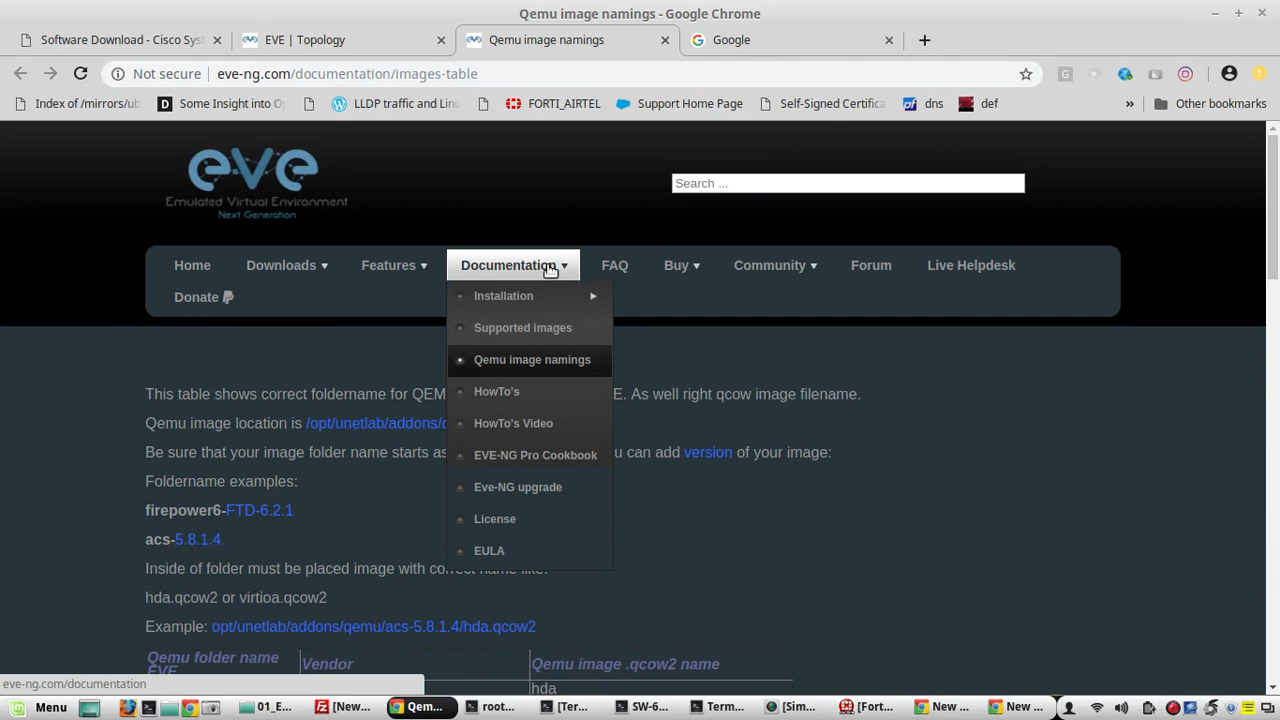 Qemu image namings - Google Chrome
Software Download - Cisco Sys
EVE | Topology
Qemu image namings
Google
Not secure
eve-ng.com/documentation/images-table
Index of /mirrors/ub
Some Insight into Op
LLDP traffic and Linu
FORTI_AIRTEL
Support Home Page
Self-Signed Certifica
dns
def
»
Other bookmarks
eve
Emulated Virtual Environment
Next Generation
Search ...
Home
Downloads
Features
Documentation
FAQ
Buy
Community
Forum
Live Helpdesk
Donate
Installation
Supported images
Qemu image namings
HowTo's
HowTo's Video
EVE-NG Pro Cookbook
Eve-NG upgrade
License
EULA
This table shows correct foldername for QEM E. As well right qcow image filename.
Qemu image location is /opt/unetlab/addons/
Be sure that your image folder name starts as u can add version of your image:
Foldername examples:
firepower6-FTD-6.2.1
acs-5.8.1.4
Inside of folder must be placed image with correct name like:
hda.qcow2 or virtioa.qcow2
Example: opt/unetlab/addons/qemu/acs-5.8.1.4/hda.qcow2
Qemu folder name EVE
Vendor
Qemu image .qcow2 name
hda
eve-ng.com/documentation
Menu
01_E...
[New...
Qem...
root...
[Ter...
SW-6...
Term...
[Sim...
[Fort...
New ...
New ...